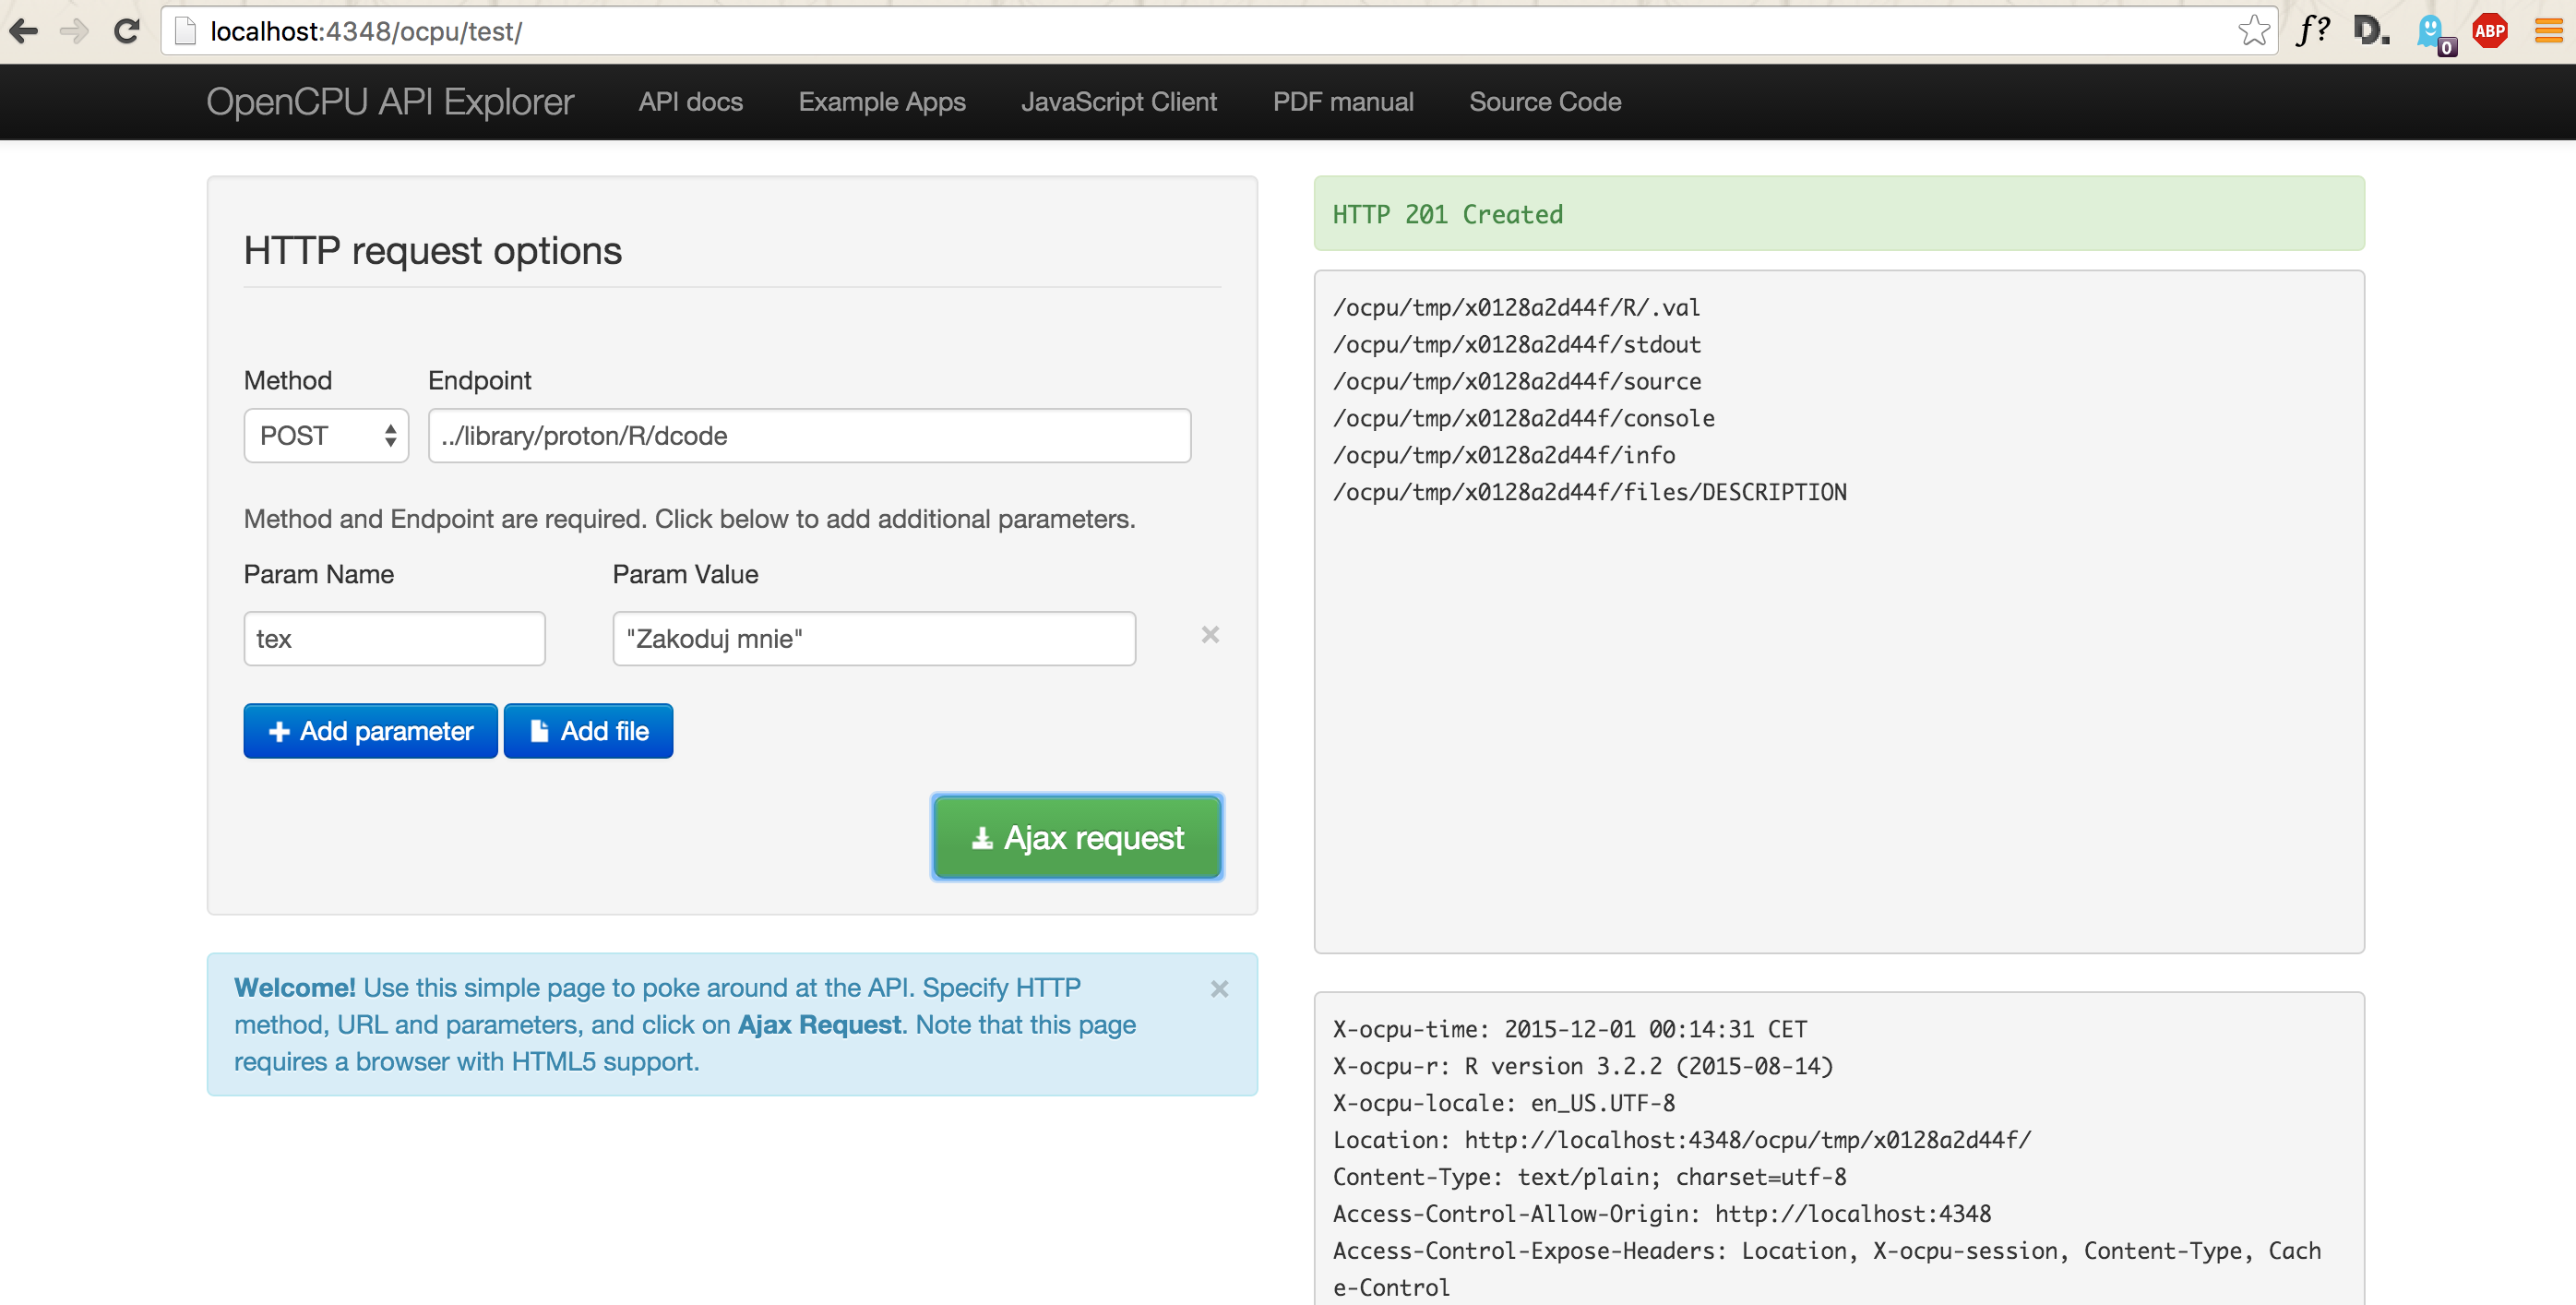 localhost:4348/ocpu/test/
f?
D.
0
ABP
OpenCPU API Explorer API docs Example Apps JavaScript Client PDF manual Source Code
HTTP request options
Method Endpoint
POST ../library/proton/R/dcode
Method and Endpoint are required. Click below to add additional parameters.
Param Name Param Value
tex "Zakoduj mnie" ×
Add parameter Add file
Ajax request
Welcome! Use this simple page to poke around at the API. Specify HTTP ×
method, URL and parameters, and click on Ajax Request. Note that this page
requires a browser with HTML5 support.
HTTP 201 Created
/ocpu/tmp/x0128a2d44f/R/.val
/ocpu/tmp/x0128a2d44f/stdout
/ocpu/tmp/x0128a2d44f/source
/ocpu/tmp/x0128a2d44f/console
/ocpu/tmp/x0128a2d44f/info
/ocpu/tmp/x0128a2d44f/files/DESCRIPTION
X-ocpu-time: 2015-12-01 00:14:31 CET
X-ocpu-r: R version 3.2.2 (2015-08-14)
X-ocpu-locale: en_US.UTF-8
Location: http://localhost:4348/ocpu/tmp/x0128a2d44f/
Content-Type: text/plain; charset=utf-8
Access-Control-Allow-Origin: http://localhost:4348
Access-Control-Expose-Headers: Location, X-ocpu-session, Content-Type, Cach
e-Control